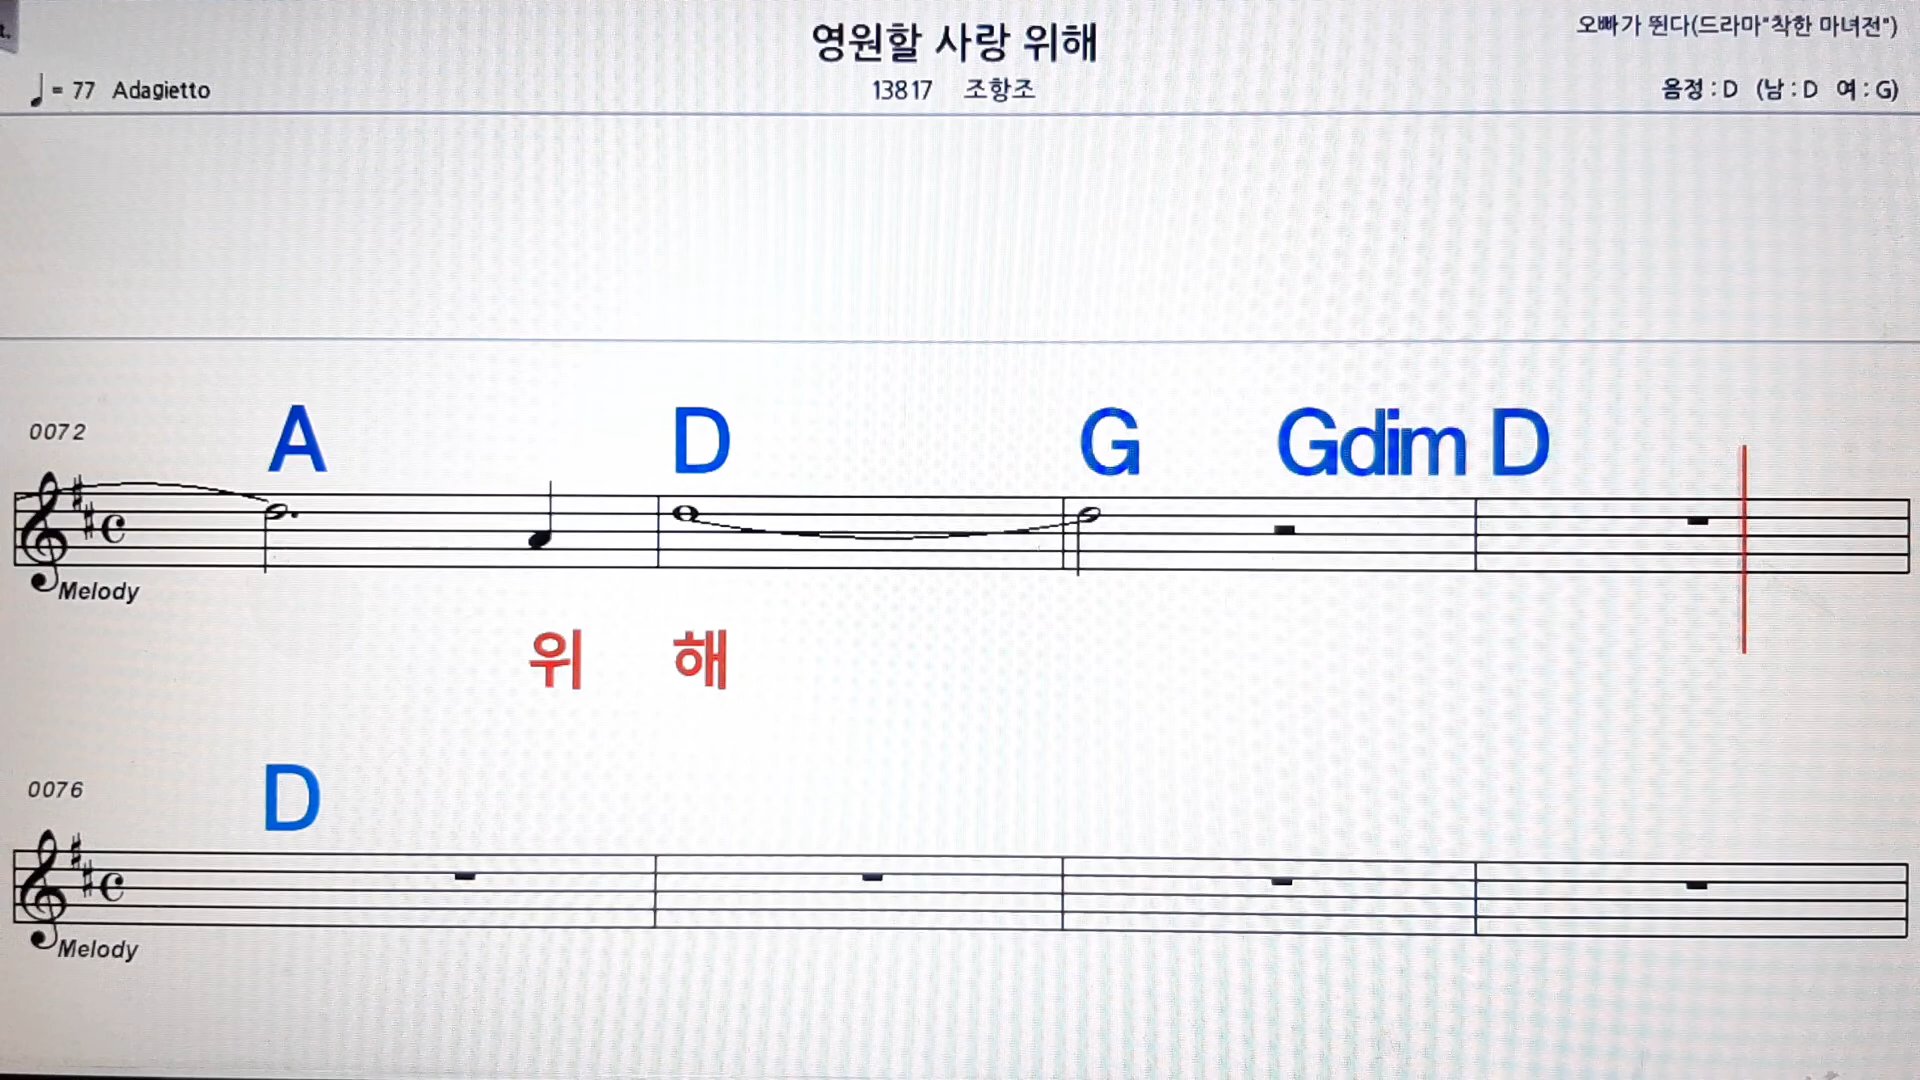 영원할 사랑 위해
오빠가 뛴다(드라마"착한 마녀전")
= 77 Adagietto
13817 조항조
음정 : D (남 : D 여 : G)
0072
A D G Gdim D
Melody
위 해
0076
D
Melody